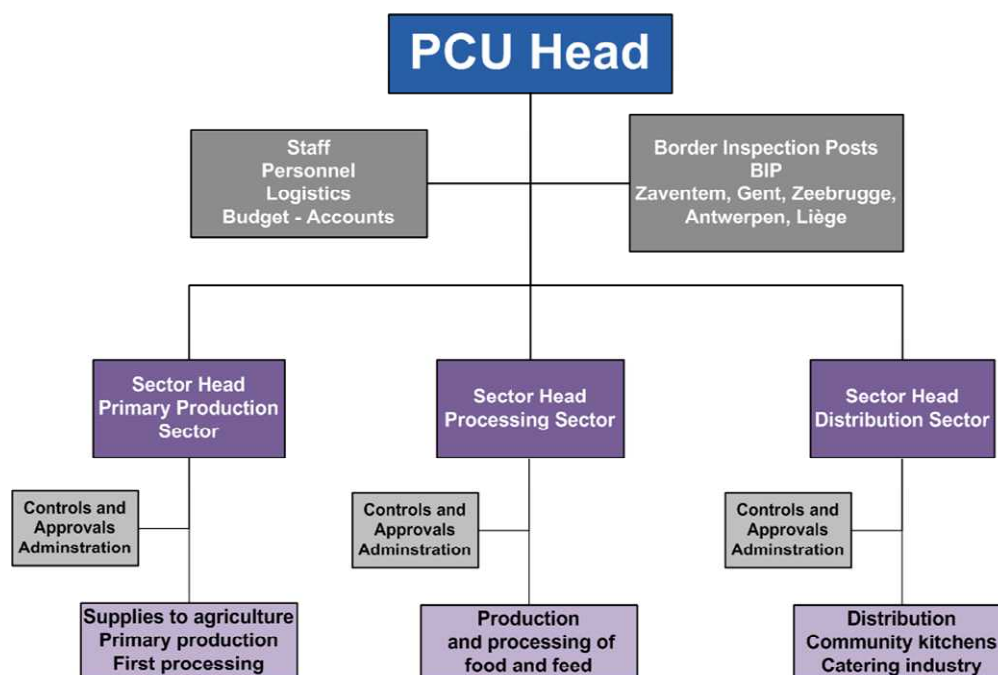 PCU Head
Staff
Personnel
Logistics
Budget - Accounts
Border Inspection Posts
BIP
Zaventem, Gent, Zeebrugge,
Antwerpen, Liège
Sector Head
Primary Production
Sector
Sector Head
Processing Sector
Sector Head
Distribution Sector
Controls and
Approvals
Adminstration
Controls and
Approvals
Adminstration
Controls and
Approvals
Adminstration
Supplies to agriculture
Primary production
First processing
Production
and processing of
food and feed
Distribution
Community kitchens
Catering industry